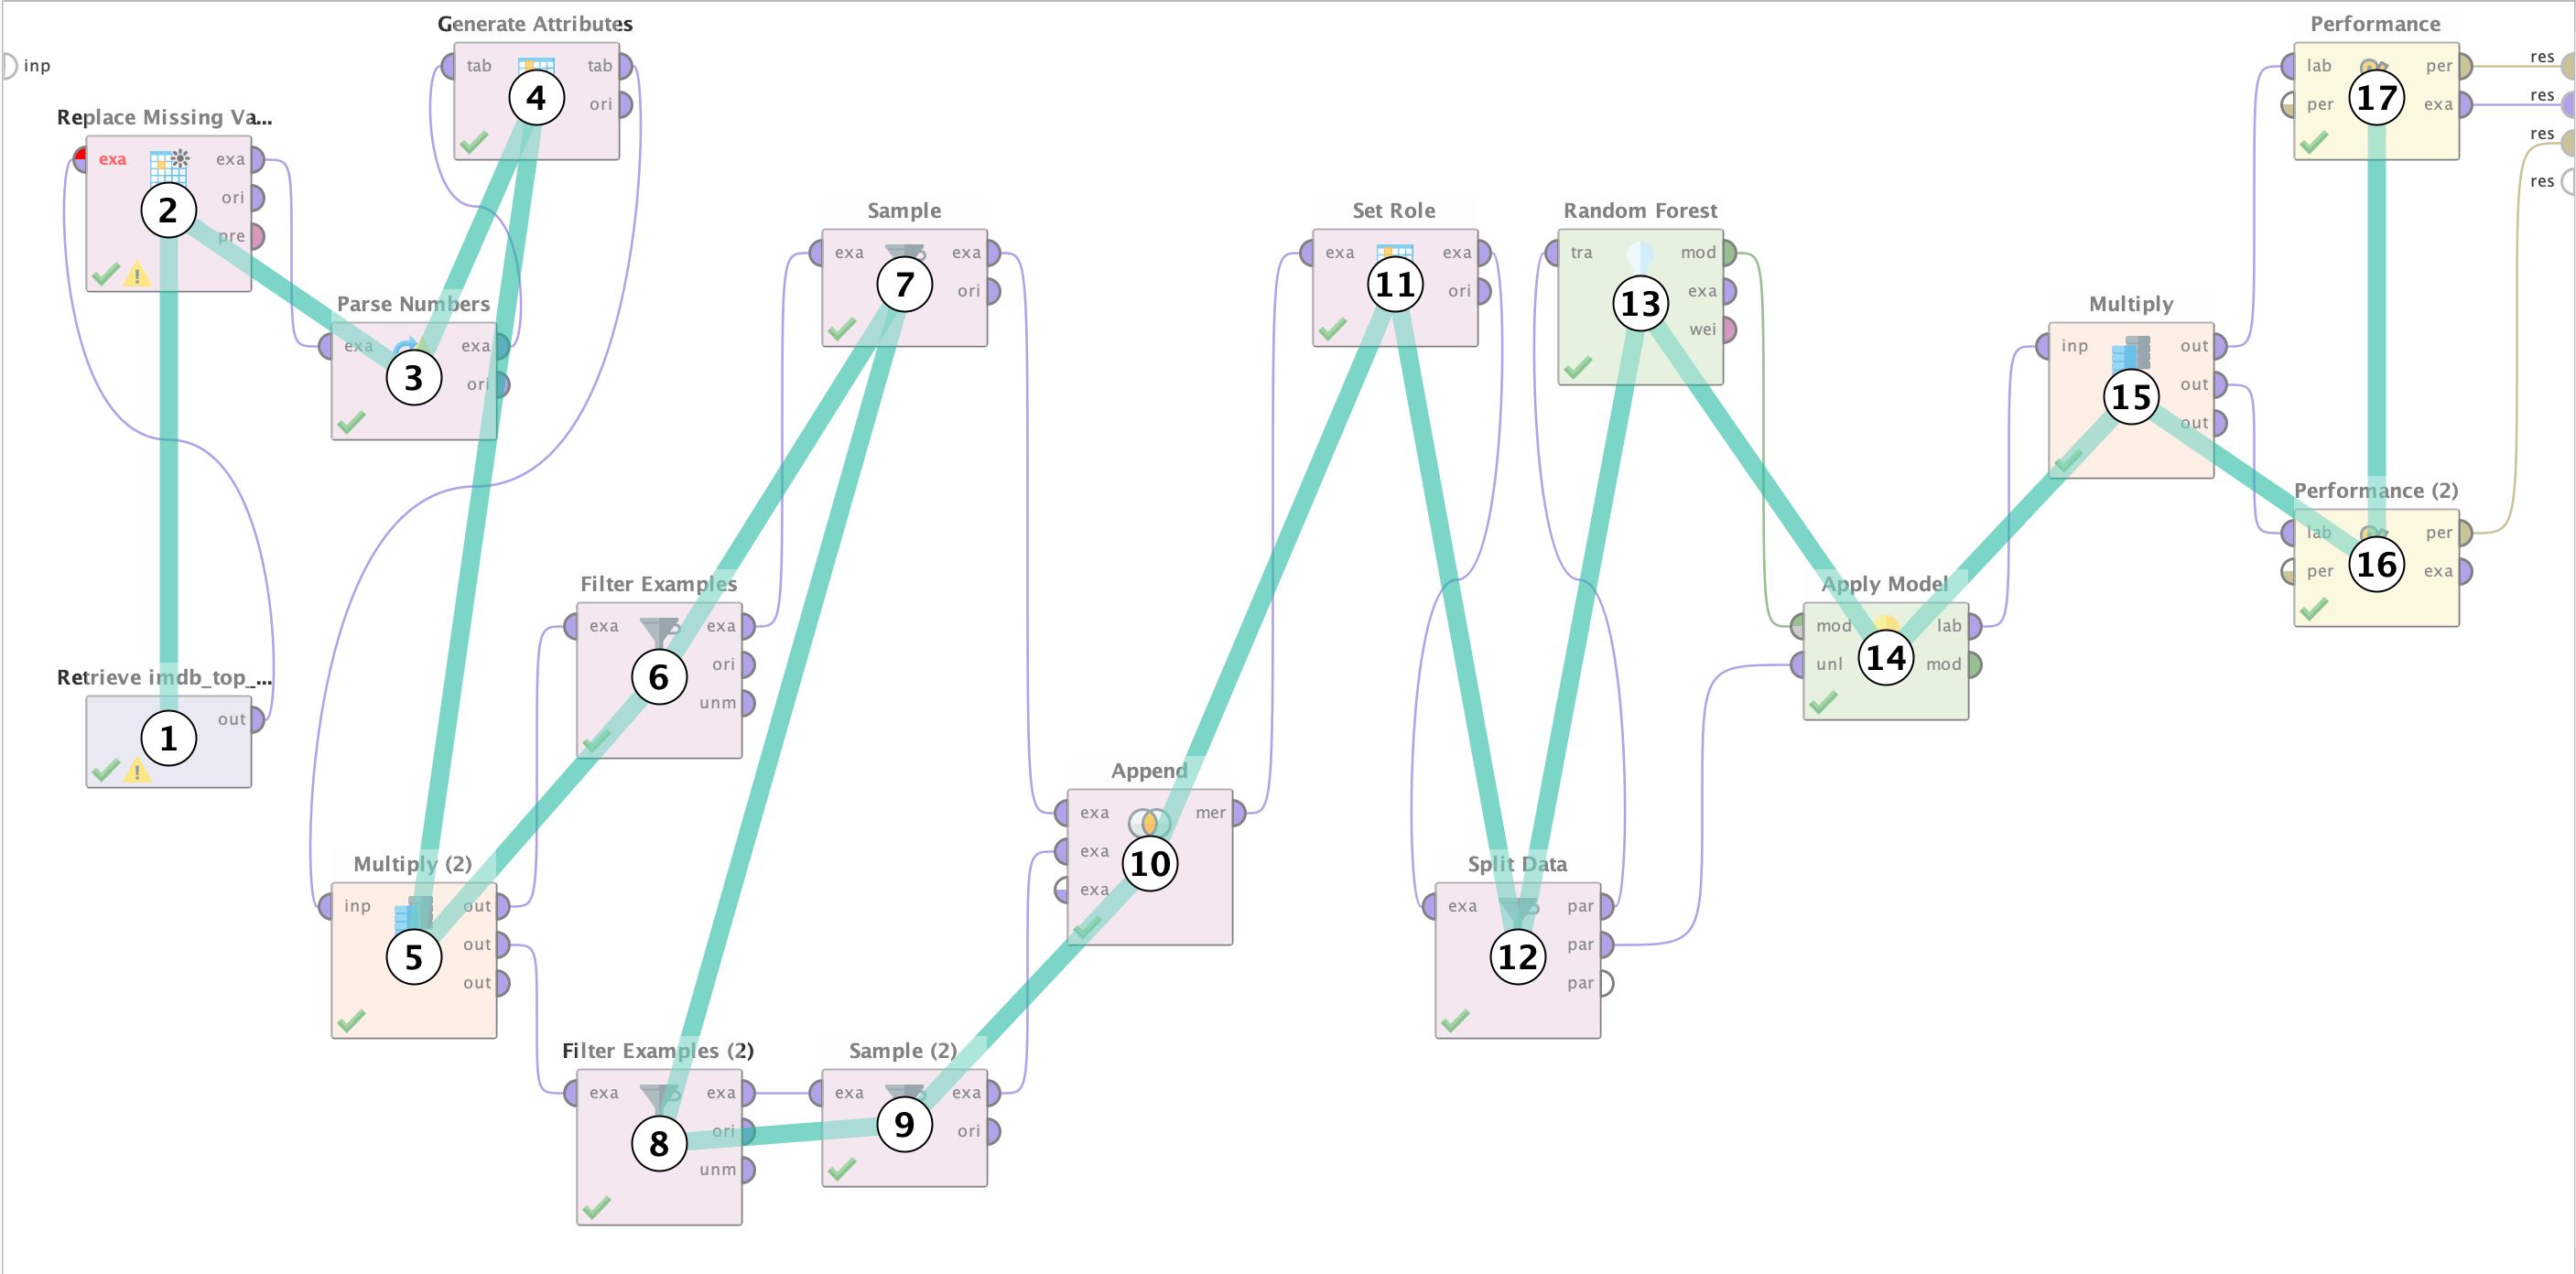 inp
Replace Missing Va...
exa
exa
ori
pre
2
Generate Attributes
tab
tab
ori
4
Parse Numbers
exa
exa
ori
3
Retrieve imdb_top_...
out
1
Multiply (2)
inp
out
out
out
5
Filter Examples
exa
exa
ori
unm
6
Sample
exa
exa
ori
7
Filter Examples (2)
exa
exa
ori
unm
8
Sample (2)
exa
exa
ori
9
Append
exa
mer
exa
exa
10
Set Role
exa
exa
ori
11
Split Data
exa
par
par
par
12
Random Forest
tra
mod
exa
wei
13
Apply Model
mod
lab
unl
mod
14
Multiply
inp
out
out
out
15
Performance (2)
lab
per
per
exa
16
Performance
lab
per
per
exa
17
res
res
res
res